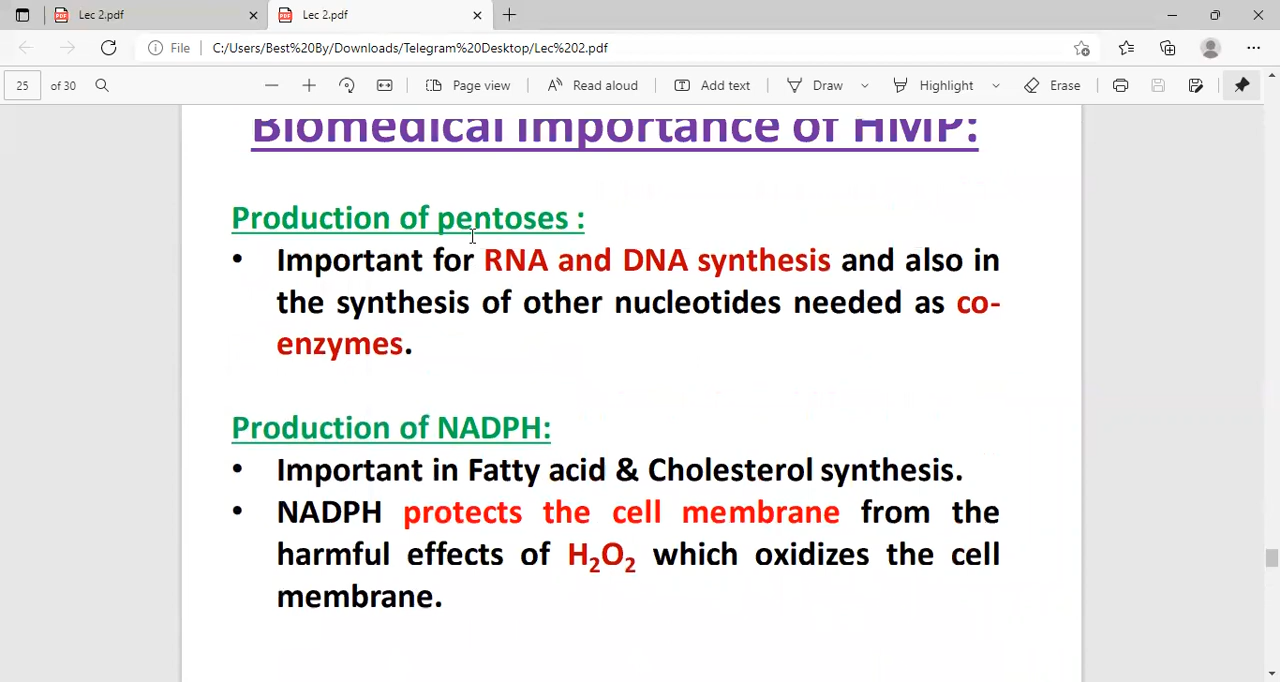 Lec 2.pdf
Lec 2.pdf
File C:/Users/Best%20By/Downloads/Telegram%20Desktop/Lec%202.pdf
25 of 30 Page view Read aloud Add text Draw Highlight Erase
Biomedical Importance of HMP:
Production of pentoses :
• Important for RNA and DNA synthesis and also in
the synthesis of other nucleotides needed as co-
enzymes.
Production of NADPH:
• Important in Fatty acid & Cholesterol synthesis.
• NADPH protects the cell membrane from the
harmful effects of H₂O₂ which oxidizes the cell
membrane.